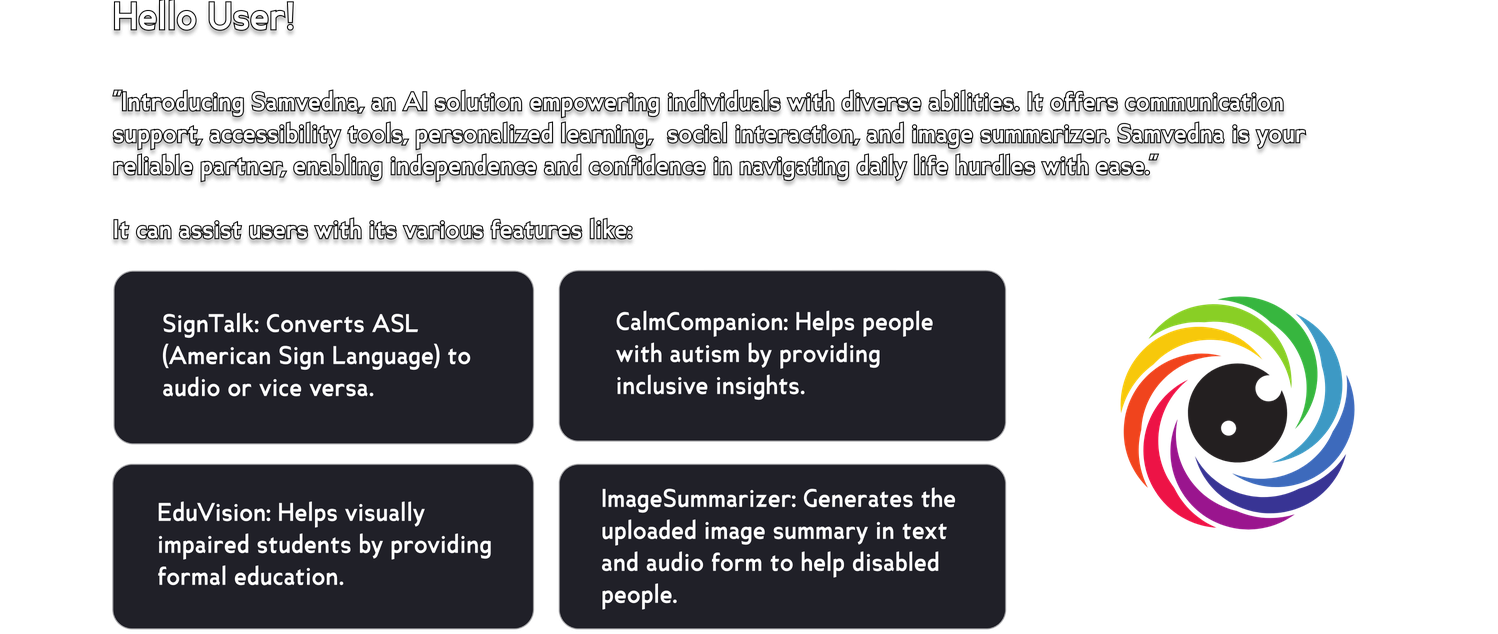 Hello User!
"Introducing Samvedna, an AI solution empowering individuals with diverse abilities. It offers communication
support, accessibility tools, personalized learning,  social interaction, and image summarizer. Samvedna is your
reliable partner, enabling independence and confidence in navigating daily life hurdles with ease."
It can assist users with its various features like:
SignTalk: Converts ASL
(American Sign Language) to
audio or vice versa.
CalmCompanion: Helps people
with autism by providing
inclusive insights.
EduVision: Helps visually
impaired students by providing
formal education.
ImageSummarizer: Generates the
uploaded image summary in text
and audio form to help disabled
people.